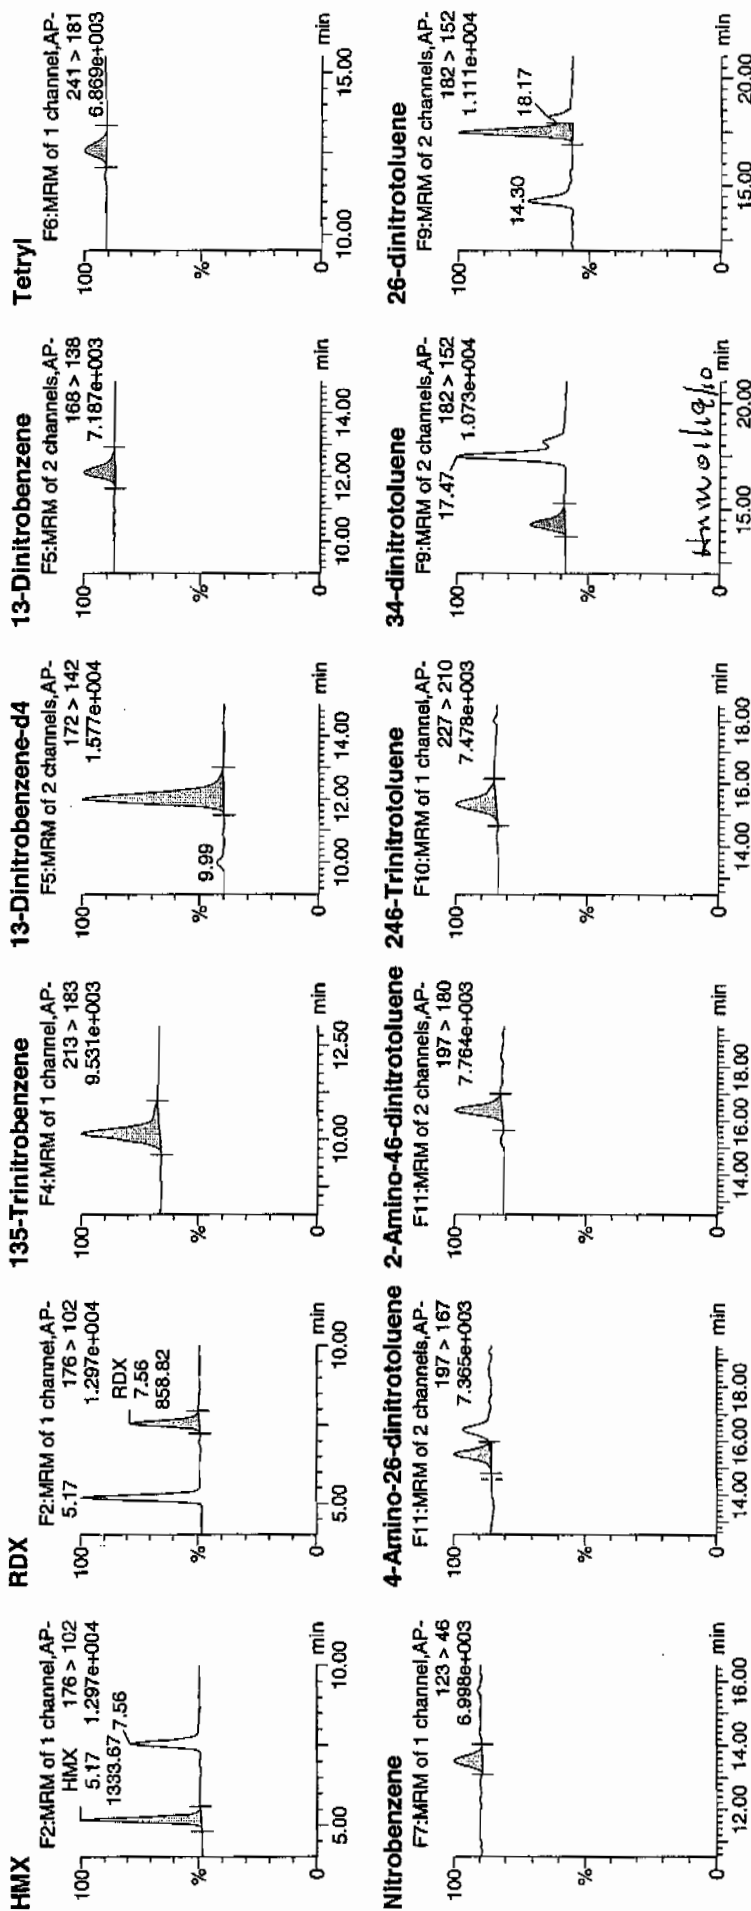 HMX
F2:MRM of 1 channel,AP-
176 > 102
1.297e+004
HMX
5.17
1333.67
7.56
100
%
0
5.00
10.00
min
RDX
F2:MRM of 1 channel,AP-
176 > 102
1.297e+004
5.17
RDX
7.56
858.82
100
%
0
5.00
10.00
min
135-Trinitrobenzene
F4:MRM of 1 channel,AP-
213 > 183
9.531e+003
100
%
0
10.00
12.50
min
13-Dinitrobenzene-d4
F5:MRM of 2 channels,AP-
172 > 142
1.577e+004
9.99
100
%
0
10.00
12.00
14.00
min
13-Dinitrobenzene
F5:MRM of 2 channels,AP-
168 > 138
7.187e+003
100
%
0
10.00
12.00
14.00
min
Tetryl
F6:MRM of 1 channel,AP-
241 > 181
6.869e+003
100
%
0
10.00
15.00
min
Nitrobenzene
F7:MRM of 1 channel,AP-
123 > 46
6.998e+003
100
%
0
12.00
14.00
16.00
min
4-Amino-26-dinitrotoluene
F11:MRM of 2 channels,AP-
197 > 167
7.365e+003
100
%
0
14.00
16.00
18.00
min
2-Amino-46-dinitrotoluene
F11:MRM of 2 channels,AP-
197 > 180
7.764e+003
100
%
0
14.00
16.00
18.00
min
246-Trinitrotoluene
F10:MRM of 1 channel,AP-
227 > 210
7.478e+003
100
%
0
14.00
16.00
18.00
min
34-dinitrotoluene
F9:MRM of 2 channels,AP-
182 > 152
1.073e+004
17.47
100
%
0
15.00
20.00
min
01/19/10
26-dinitrotoluene
F9:MRM of 2 channels,AP-
182 > 152
1.111e+004
14.30
18.17
100
%
0
15.00
20.00
min